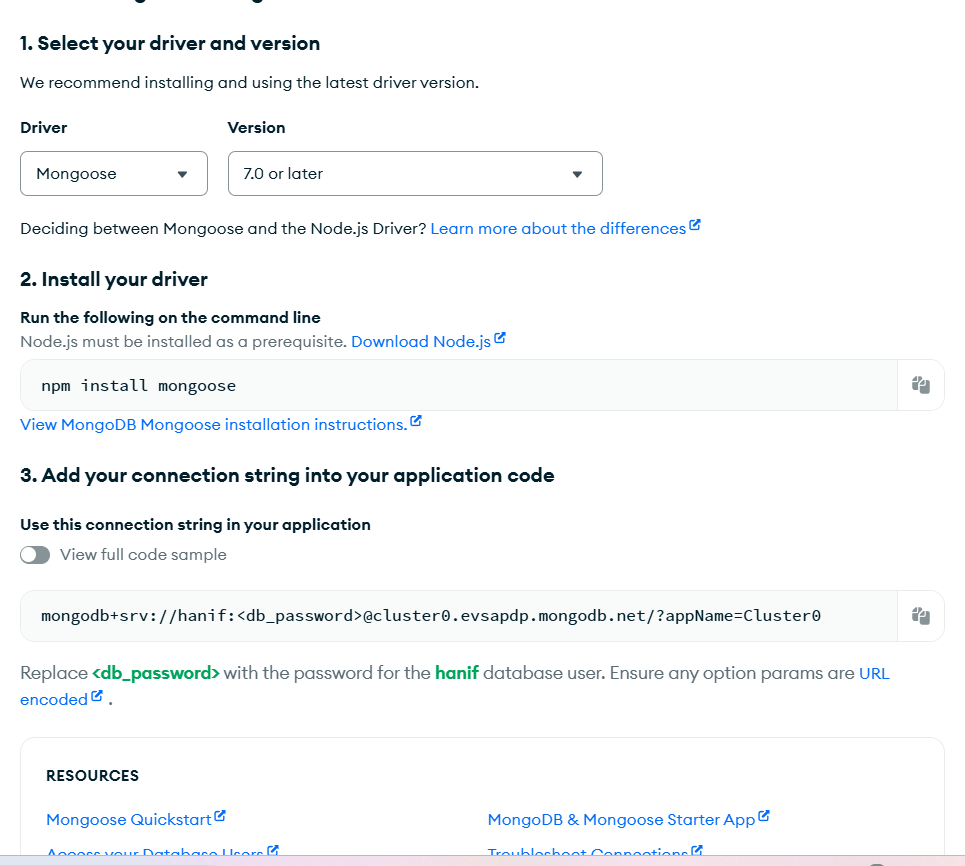 1. Select your driver and version
We recommend installing and using the latest driver version.
Driver
Version
Mongoose
7.0 or later
Deciding between Mongoose and the Node.js Driver? Learn more about the differences
2. Install your driver
Run the following on the command line
Node.js must be installed as a prerequisite. Download Node.js
npm install mongoose
View MongoDB Mongoose installation instructions.
3. Add your connection string into your application code
Use this connection string in your application
View full code sample
mongodb+srv://hanif:<db_password>@cluster0.evsapdp.mongodb.net/?appName=Cluster0
Replace <db_password> with the password for the hanif database user. Ensure any option params are URL
encoded .
RESOURCES
Mongoose Quickstart
MongoDB & Mongoose Starter App
Access your Database Users
Troubleshoot Connections